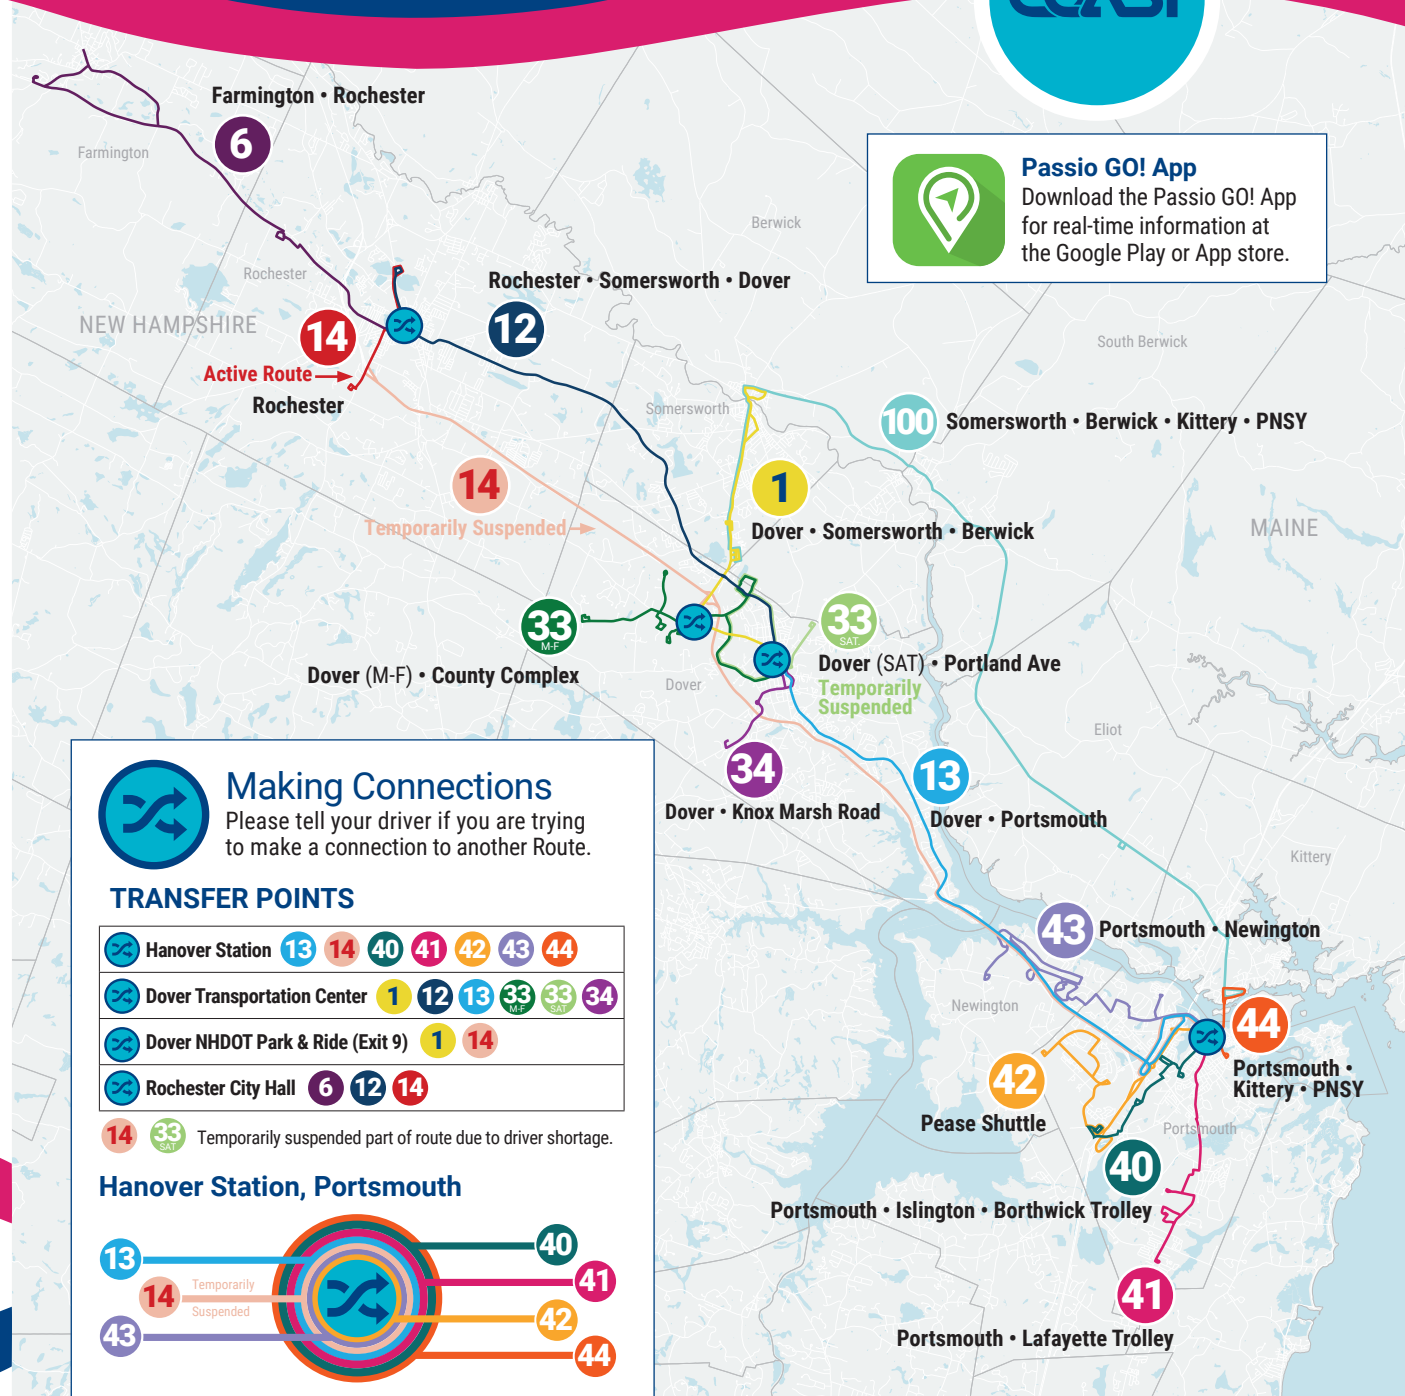 COAST
Farmington • Rochester
6
Farmington
Passio GO! App
Download the Passio GO! App
for real-time information at
the Google Play or App store.
Berwick
Rochester
Rochester • Somersworth • Dover
NEW HAMPSHIRE
14
12
South Berwick
Active Route
Rochester
Somersworth
100 Somersworth • Berwick • Kittery • PNSY
14
1
Temporarily Suspended
Dover • Somersworth • Berwick
MAINE
33
M-F
33
SAT
Dover (M-F) • County Complex
Dover (SAT) • Portland Ave
Temporarily
Suspended
Dover
Eliot
34
13
Dover • Knox Marsh Road
Dover • Portsmouth
Kittery
43 Portsmouth • Newington
Newington
44
Portsmouth •
Kittery • PNSY
42
Pease Shuttle
Portsmouth
40
Portsmouth • Islington • Borthwick Trolley
41
Portsmouth • Lafayette Trolley
Making Connections
Please tell your driver if you are trying
to make a connection to another Route.
TRANSFER POINTS
Hanover Station 13 14 40 41 42 43 44
Dover Transportation Center 1 12 13 33 M-F 33 SAT 34
Dover NHDOT Park & Ride (Exit 9) 1 14
Rochester City Hall 6 12 14
14 33 SAT Temporarily suspended part of route due to driver shortage.
Hanover Station, Portsmouth
13
40
14 Temporarily
Suspended
41
43
42
44